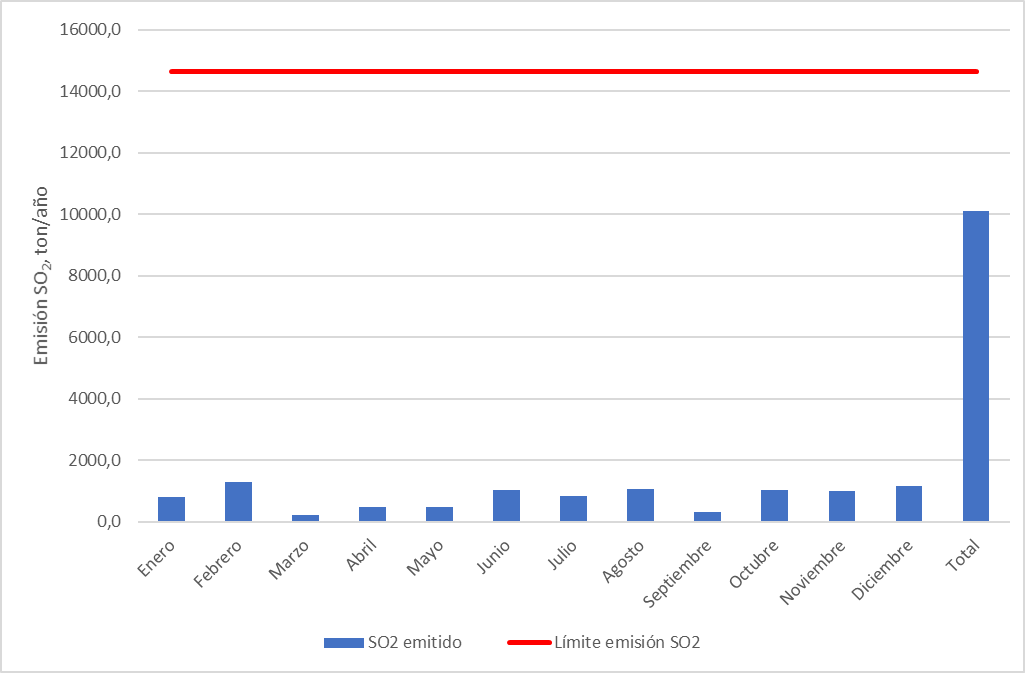 16000,0
14000,0
12000,0
10000,0
8000,0
6000,0
4000,0
2000,0
0,0
Emisión SO₂, ton/año
Enero
Febrero
Marzo
Abril
Mayo
Junio
Julio
Agosto
Septiembre
Octubre
Noviembre
Diciembre
Total
SO2 emitido
Límite emisión SO2